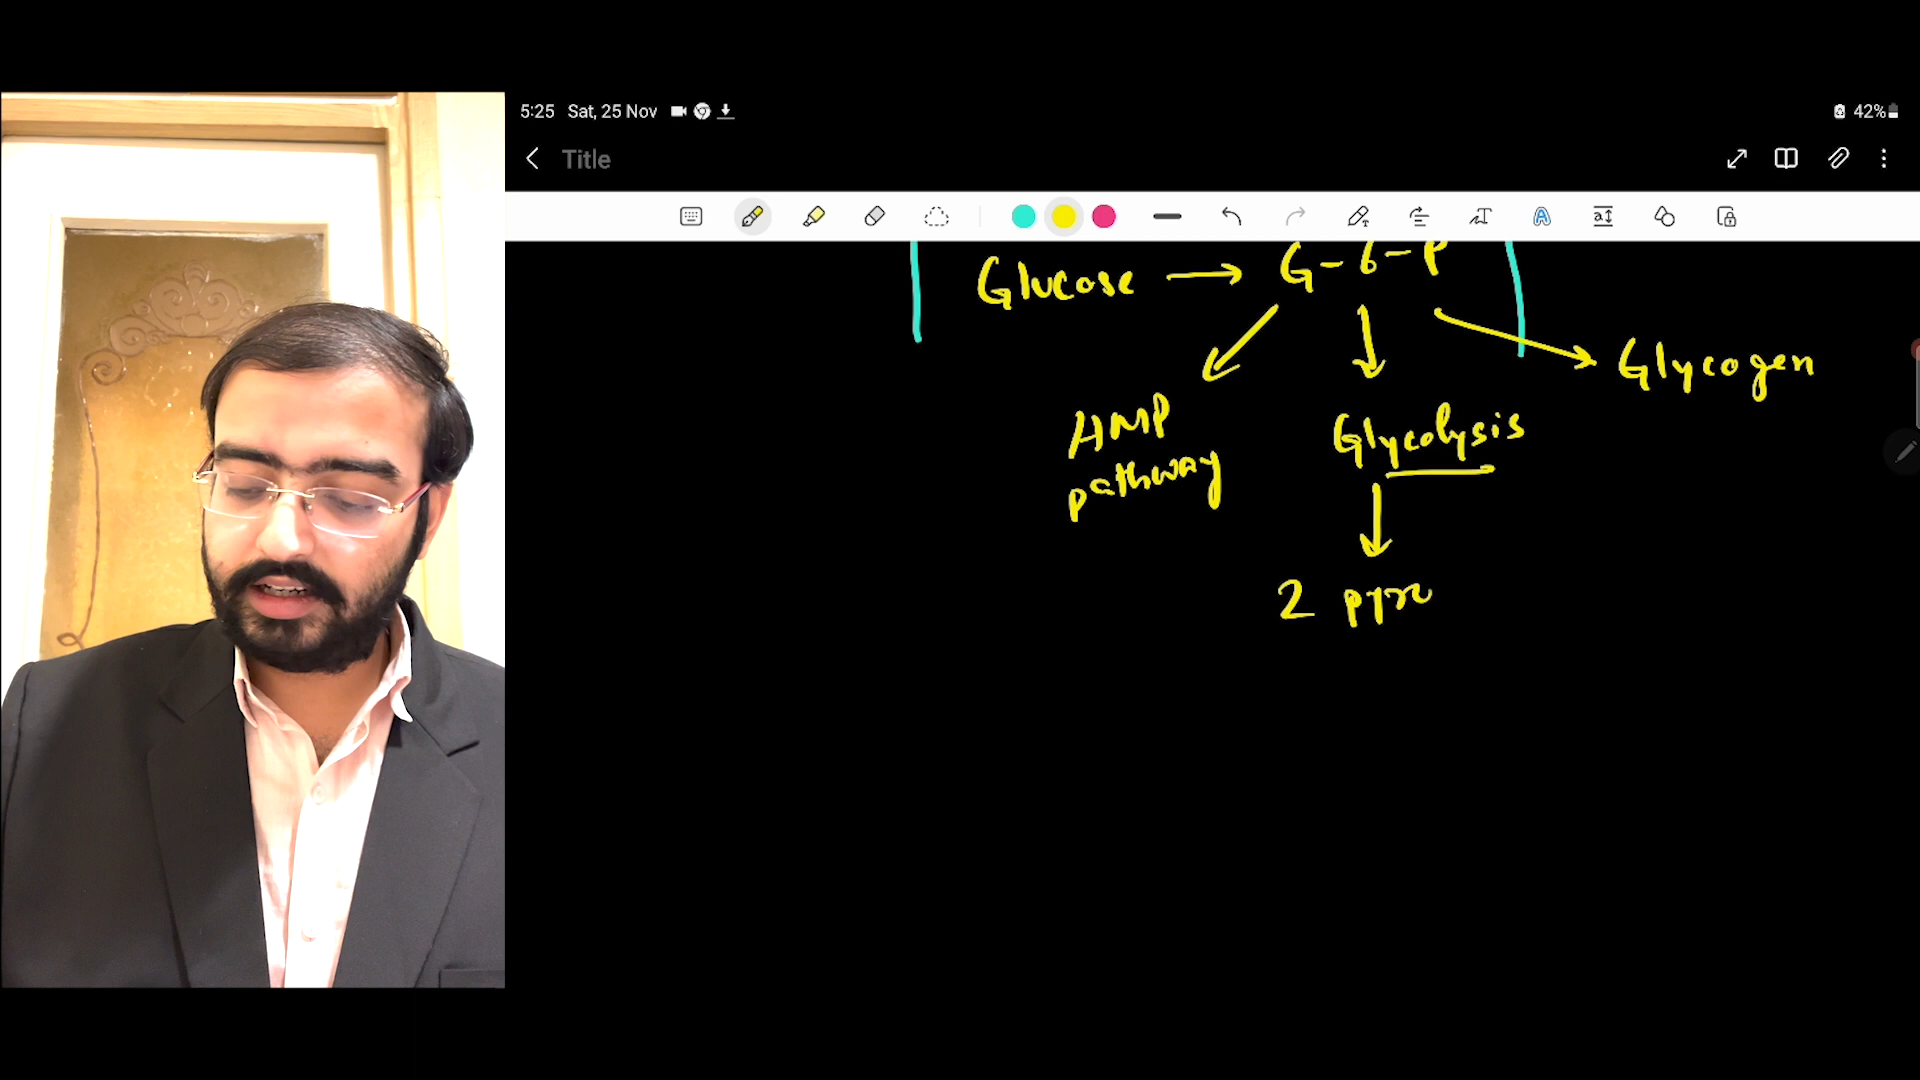 5:25 Sat, 25 Nov
42%
Title
Glucose → G-6-P
Glycogen
HMP
pathway
Glycolysis
2 pyru